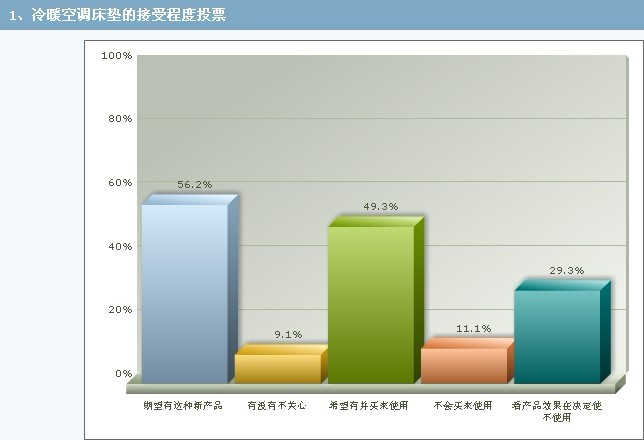 1、冷暖空调床垫的接受程度投票
100%
80%
60%
40%
20%
0%
56.2%
9.1%
49.3%
11.1%
29.3%
期望有这种新产品
有没有不关心
希望有并买来使用
不会买来使用
看产品效果在决定使
不使用